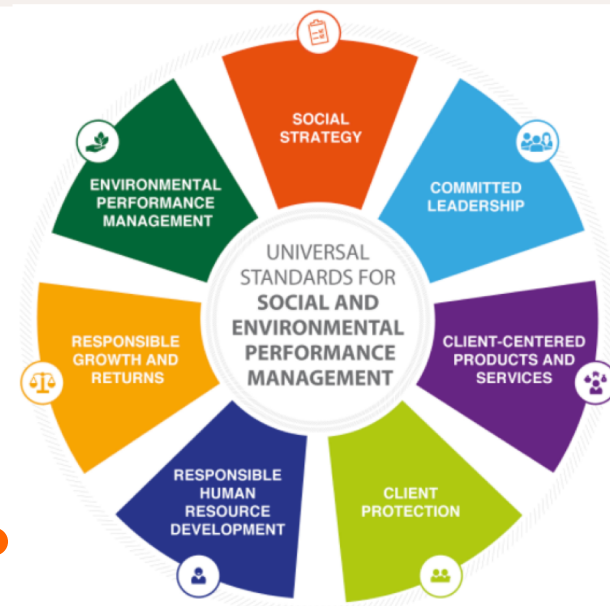 SOCIAL
STRATEGY
COMMITTED
LEADERSHIP
CLIENT-CENTERED
PRODUCTS AND
SERVICES
CLIENT
PROTECTION
RESPONSIBLE
HUMAN
RESOURCE
DEVELOPMENT
RESPONSIBLE
GROWTH AND
RETURNS
ENVIRONMENTAL
PERFORMANCE
MANAGEMENT
UNIVERSAL
STANDARDS FOR
SOCIAL AND
ENVIRONMENTAL
PERFORMANCE
MANAGEMENT